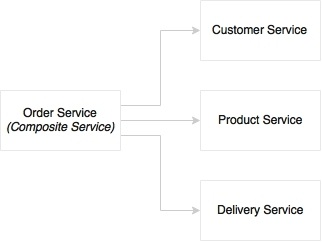 Customer Service
Order Service
(Composite Service)
Product Service
Delivery Service